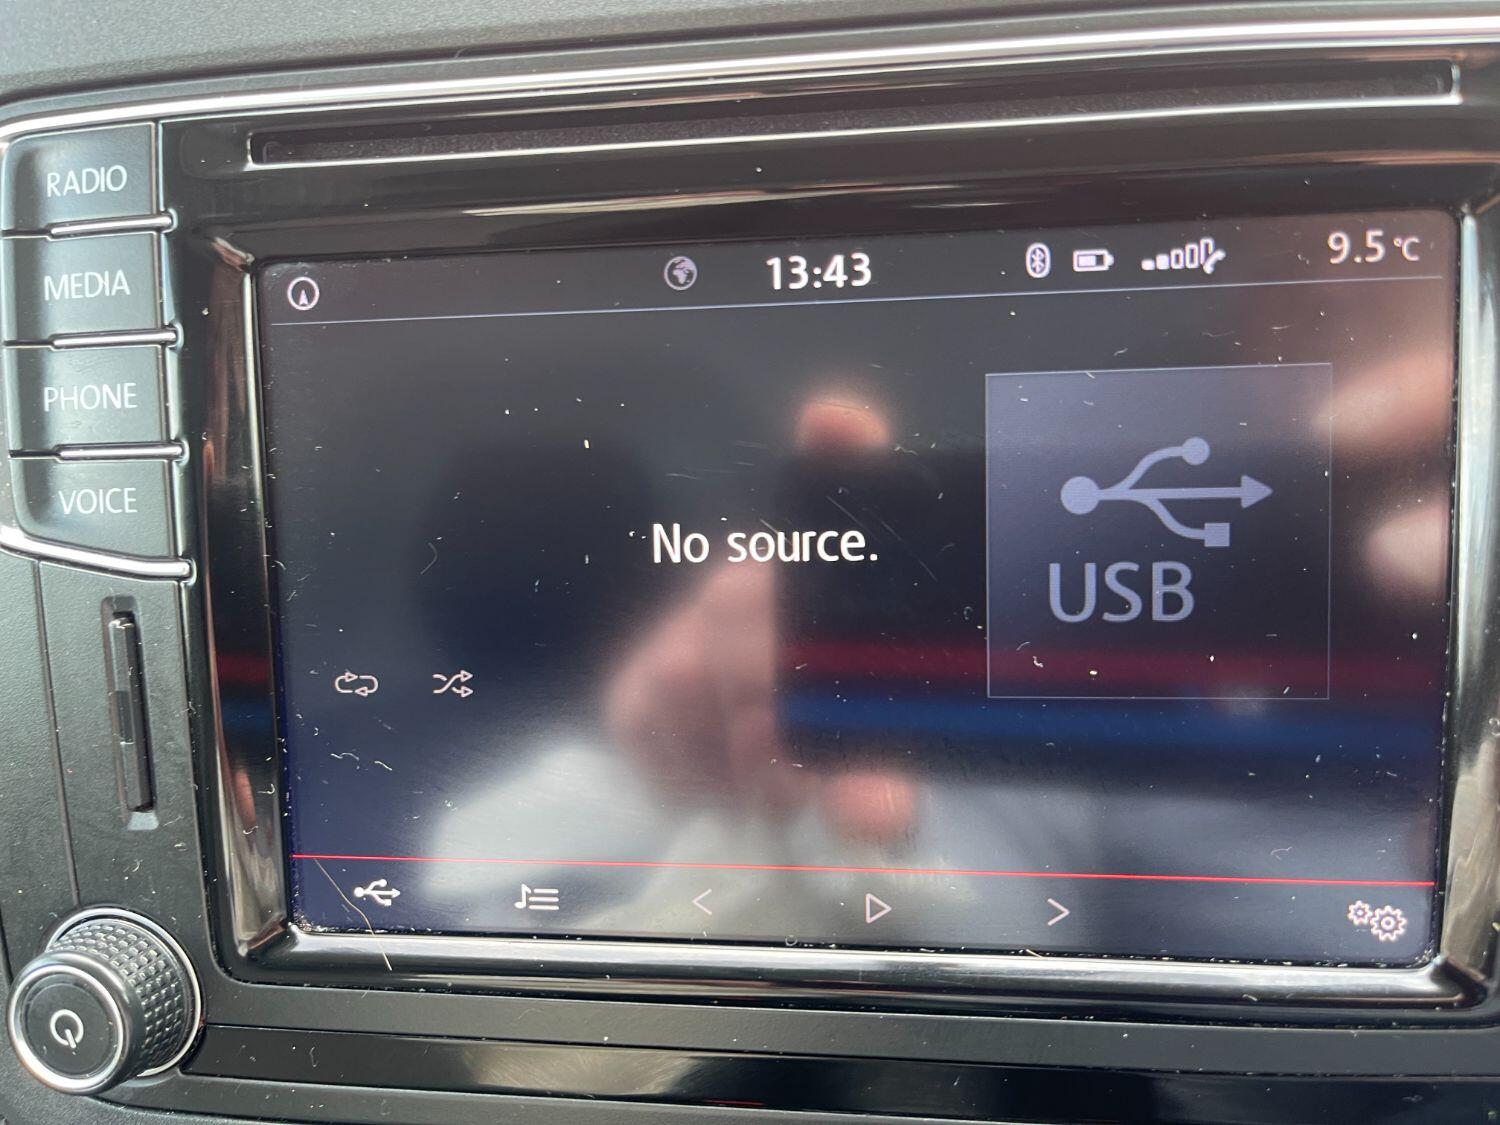 RADIO
MEDIA
PHONE
VOICE
13:43
9.5 °C
No source.
USB